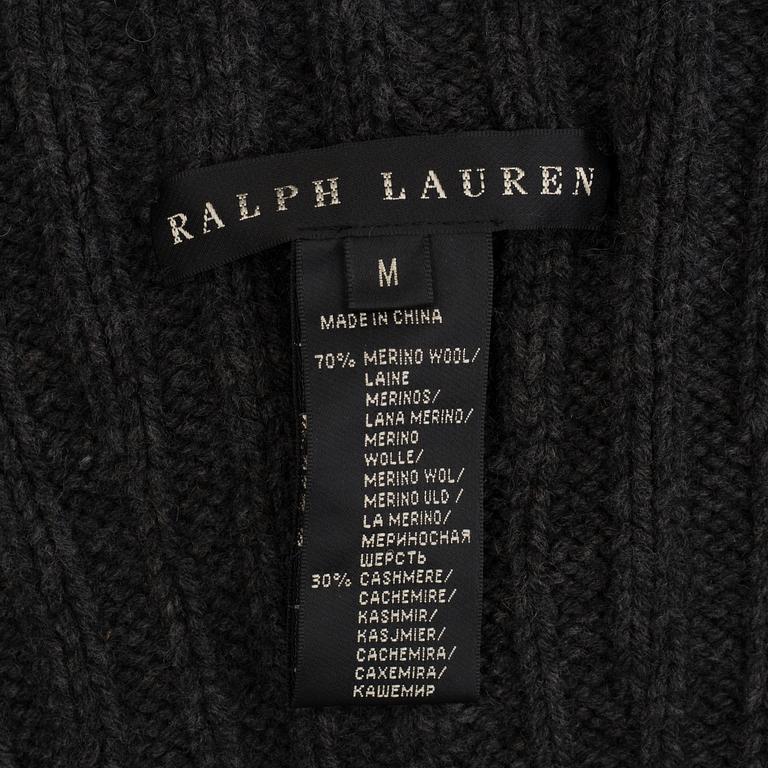 RALPH LAUREN
M
MADE IN CHINA
70% MERINO WOOL/
LAINE
MERINOS/
LANA MERINO/
MERINO
WOLLE/
MERINO WOL/
MERINO ULD /
LA MERINO/
МЕРИНОСНАЯ
ШЕРСТЬ
30% CASHMERE/
CACHEMIRE/
KASHMIR/
KASJMIER/
CACHEMIRA/
CAXEMIRA/
КАШЕМИР